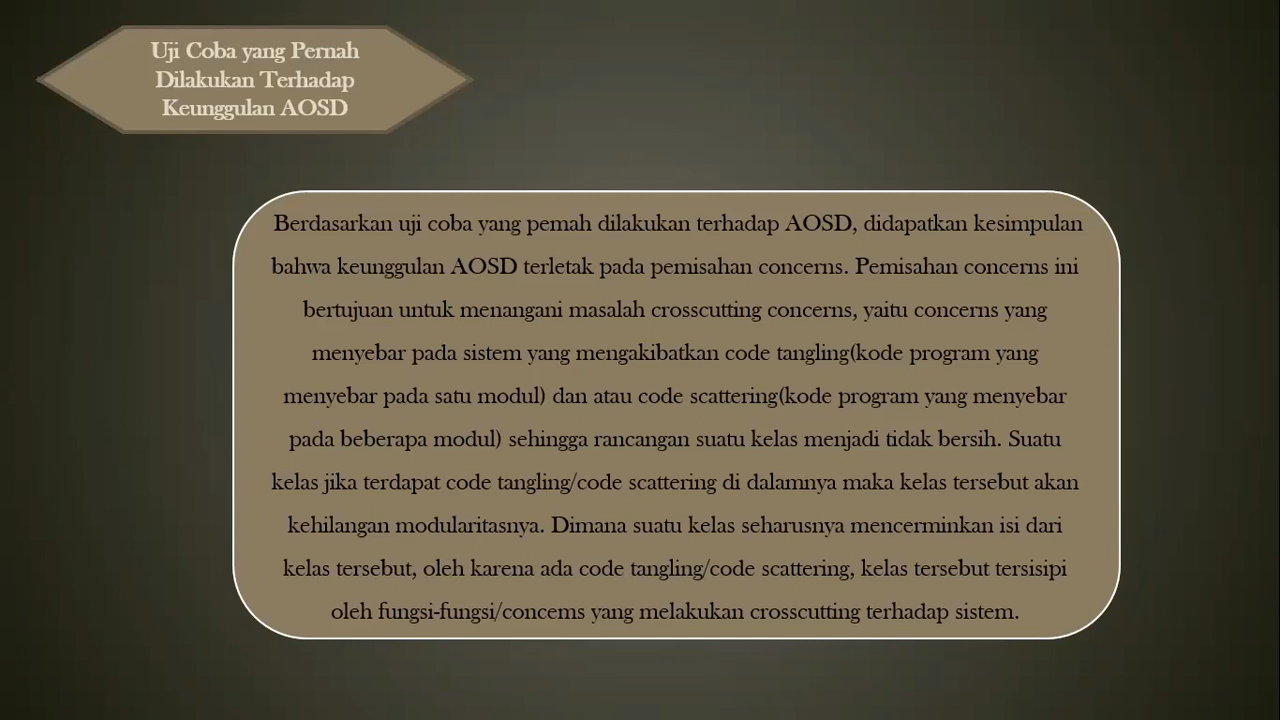 Uji Coba yang Pernah
Dilakukan Terhadap
Keunggulan AOSD
Berdasarkan uji coba yang pemah dilakukan terhadap AOSD, didapatkan kesimpulan
bahwa keunggulan AOSD terletak pada pemisahan concerns. Pemisahan concerns ini
bertujuan untuk menangani masalah crosscutting concerns, yaitu concerns yang
menyebar pada sistem yang mengakibatkan code tangling(kode program yang
menyebar pada satu modul) dan atau code scattering(kode program yang menyebar
pada beberapa modul) sehingga rancangan suatu kelas menjadi tidak bersih. Suatu
kelas jika terdapat code tangling/code scattering di dalamnya maka kelas tersebut akan
kehilangan modularitasnya. Dimana suatu kelas seharusnya mencerminkan isi dari
kelas tersebut, oleh karena ada code tangling/code scattering, kelas tersebut tersisipi
oleh fungsi-fungsi/concems yang melakukan crosscutting terhadap sistem.